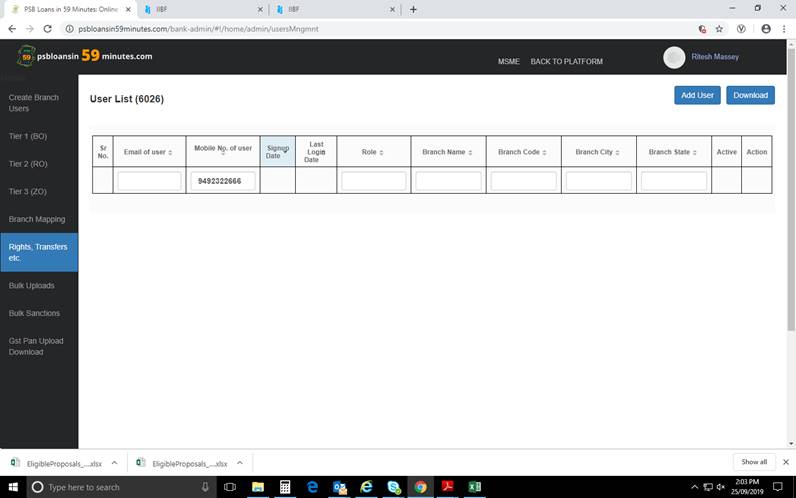 PSB Loans in 59 Minutes: Online
IIBF
IIBF
psbloansin59minutes.com/bank-admin/#!/home/admin/usersMngmnt
psbloansin 59 minutes.com
MSME BACK TO PLATFORM Ritesh Massey
Create Branch
Users
Tier 1 (BO)
Tier 2 (RO)
Tier 3 (ZO)
Branch Mapping
Rights, Transfers
etc.
Bulk Uploads
Bulk Sanctions
Gst Pan Upload
Download
User List (6026)
Add User Download
Sr
No.
Email of user
Mobile No. of user
Signup
Date
Last
Login
Date
Role
Branch Name
Branch Code
Branch City
Branch State
Active
Action
9492322666
EligibleProposals_....xlsx
EligibleProposals_....xlsx
Show all
Type here to search
2:03 PM
25/09/2019